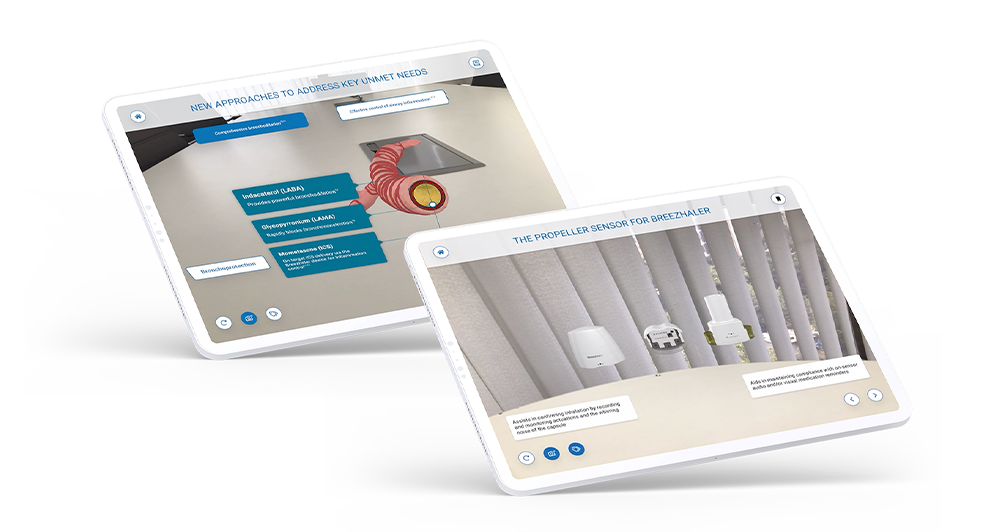 NEW APPROACHES TO ADDRESS KEY UNMET NEEDS
Comprehensive bronchodilation
Effective control of airway inflammation
Indacaterol (LABA)
Provides powerful bronchodilation
Glycopyrronium (LAMA)
Rapidly blocks bronchoconstriction
Mometasone (ICS)
On target ICS delivery via the
Breezhaler device for inflammation
control
Bronchoprotection
THE PROPELLER SENSOR FOR BREEZHALER
Assists in confirming inhalation by recording
and monitoring actuations and the whirring
noise of the capsule
Aids in maintaining compliance with on-sensor
audio and/or visual medication reminders